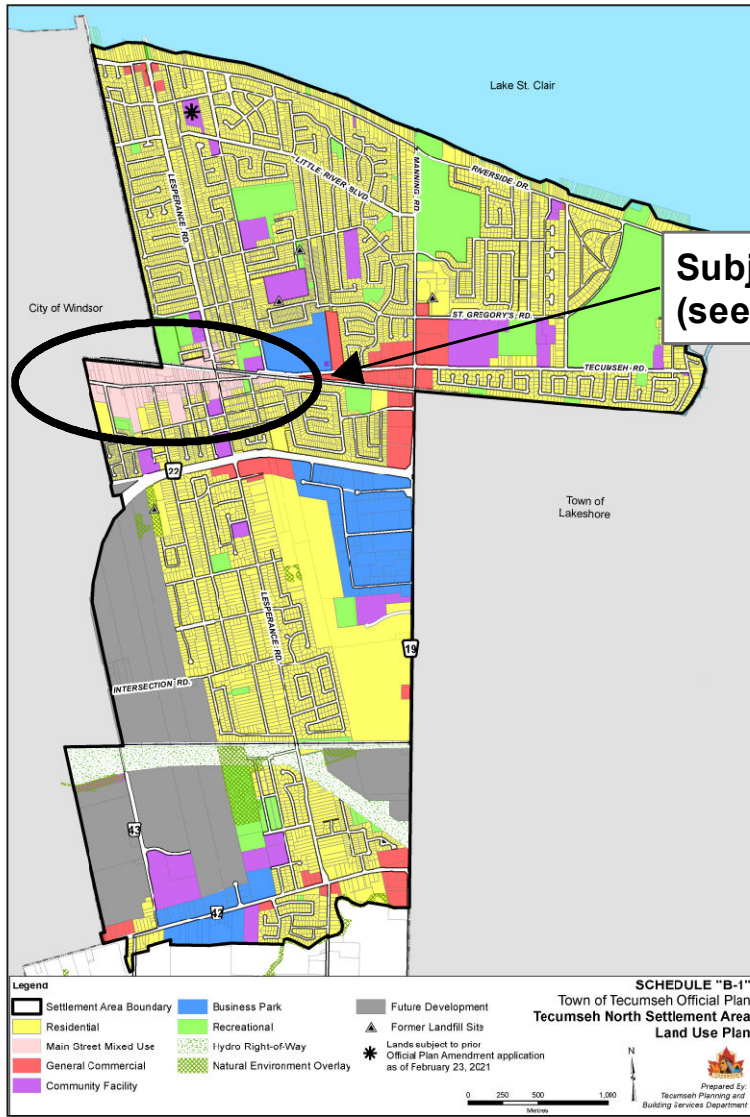 Lake St. Clair
LITTLE RIVER BLVD.
MANNING RD
RIVERSIDE DR.
LESPERANCE RD.
City of Windsor
Subj
(see
ST. GREGORY'S RD.
TECUMSEH RD.
22
Town of
Lakeshore
LESPERANCE RD.
19
INTERSECTION RD.
43
42
Legend
Settlement Area Boundary
Residential
Main Street Mixed Use
General Commercial
Community Facility
Business Park
Recreational
Hydro Right-of-Way
Natural Environment Overlay
Future Development
Former Landfill Site
Lands subject to prior
Official Plan Amendment application
as of February 23, 2021
SCHEDULE "B-1"
Town of Tecumseh Official Plan
Tecumseh North Settlement Area
Land Use Plan
N
Prepared By:
Tecumseh Planning and
Building Services Department
0 250 500 1,000
Metres